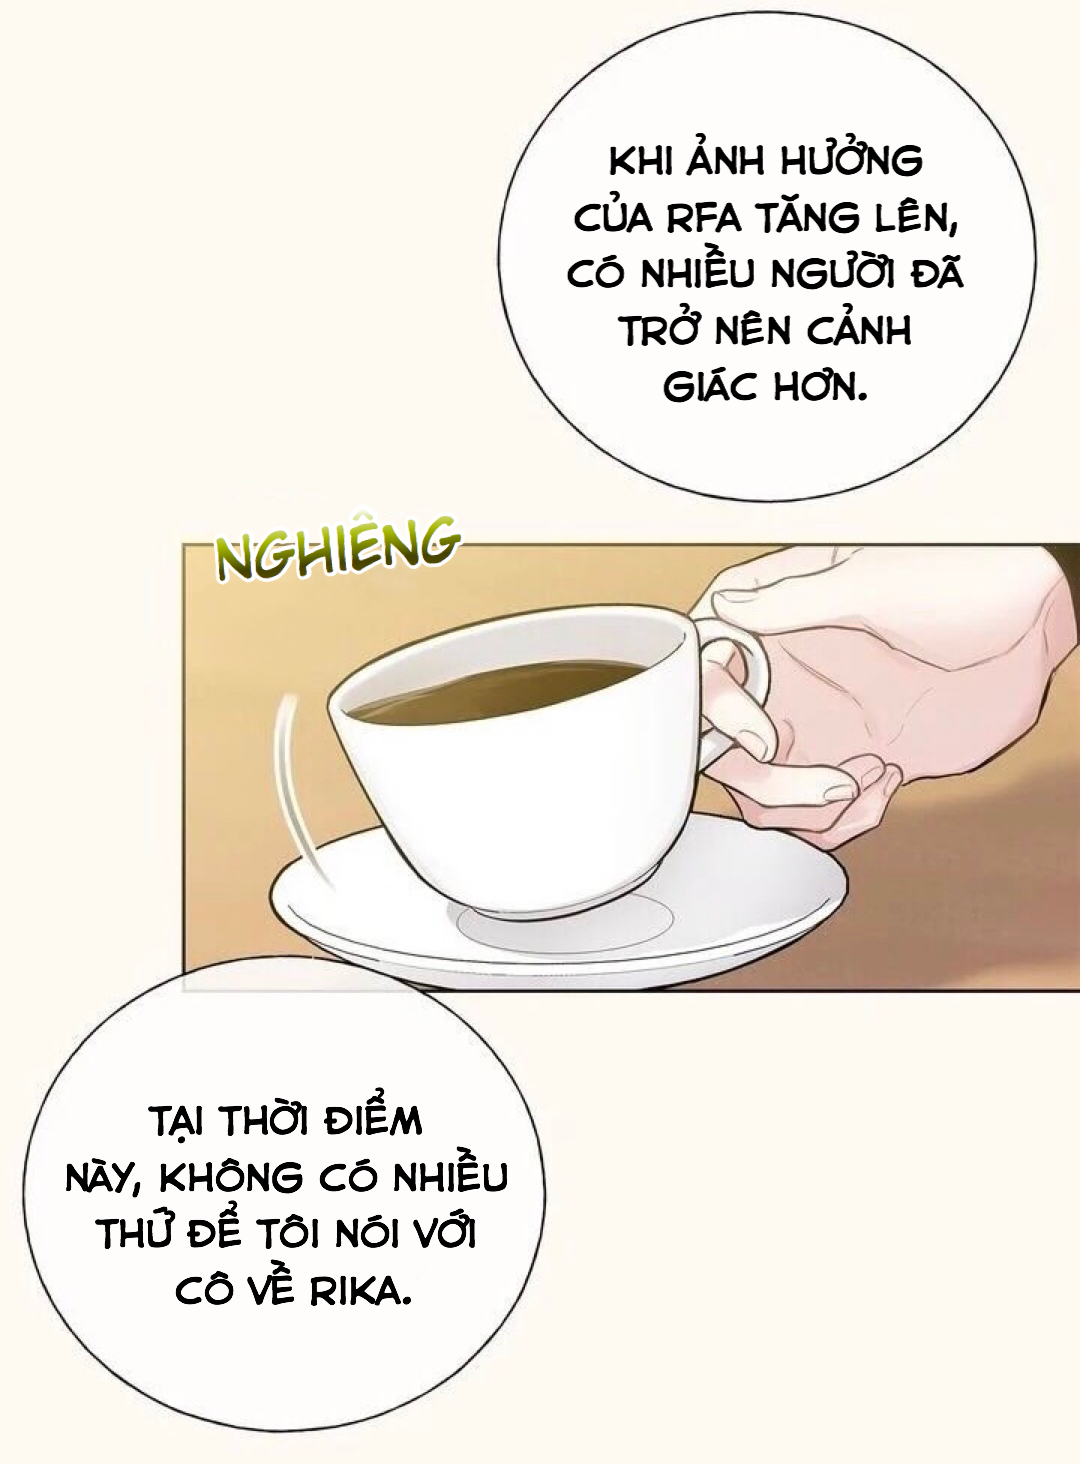 KHI ẢNH HƯỞNG
CỦA RFA TĂNG LÊN,
CÓ NHIỀU NGƯỜI ĐÃ
TRỞ NÊN CẢNH
GIÁC HƠN.
NGHIÊNG
TẠI THỜI ĐIỂM
NÀY, KHÔNG CÓ NHIỀU
THỨ ĐỂ TÔI NÓI VỚI
CÔ VỀ RIKA.